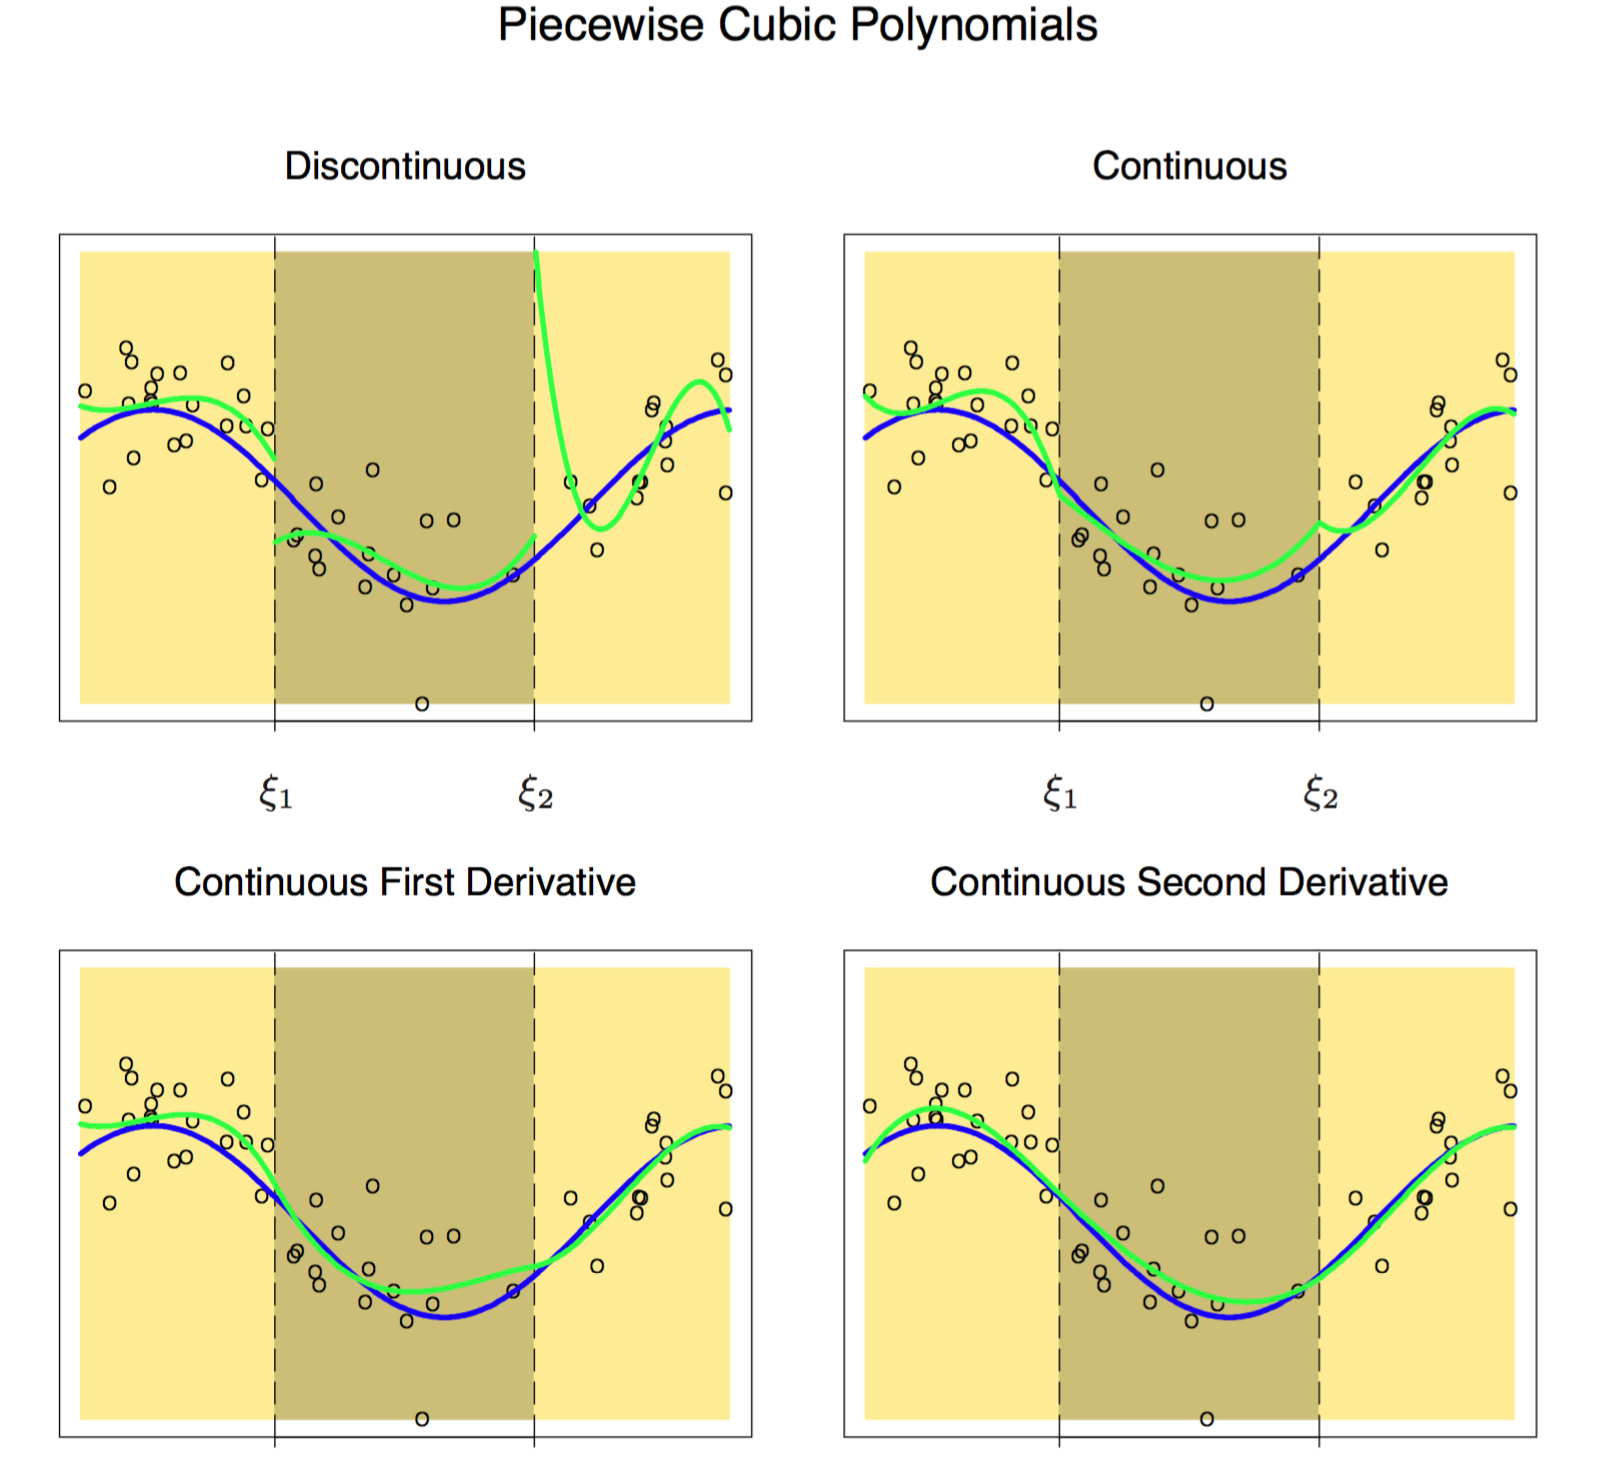 Piecewise Cubic Polynomials
Discontinuous
Continuous
ξ1
ξ2
ξ1
ξ2
Continuous First Derivative
Continuous Second Derivative